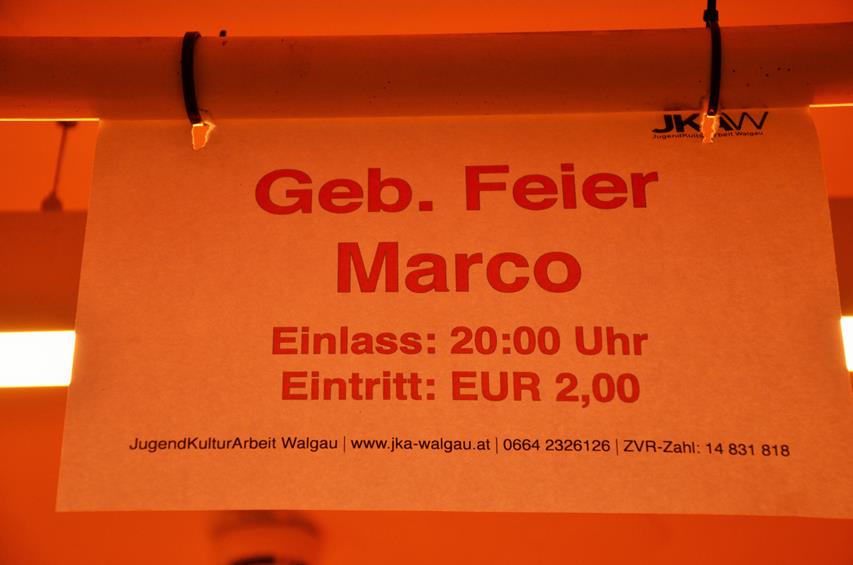 JKAW
JugendKulturArbeit Walgau
Geb. Feier
Marco
Einlass: 20:00 Uhr
Eintritt: EUR 2,00
JugendKulturArbeit Walgau | www.jka-walgau.at | 0664 2326126 | ZVR-Zahl: 14 831 818